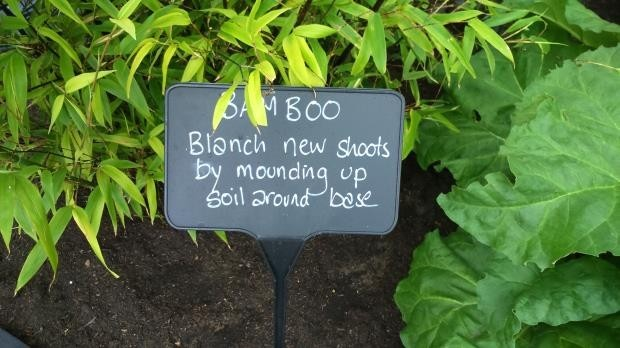 BAMBOO
Blanch new shoots
by mounding up
soil around base